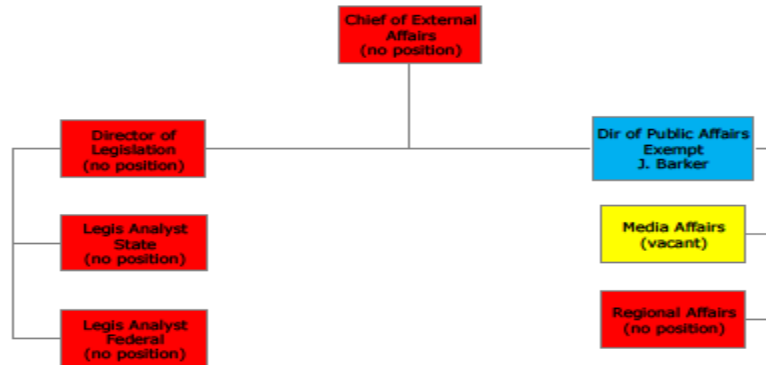 Chief of External
Affairs
(no position)
Director of
Legislation
(no position)
Dir of Public Affairs
Exempt
J. Barker
Legis Analyst
State
(no position)
Media Affairs
(vacant)
Legis Analyst
Federal
(no position)
Regional Affairs
(no position)